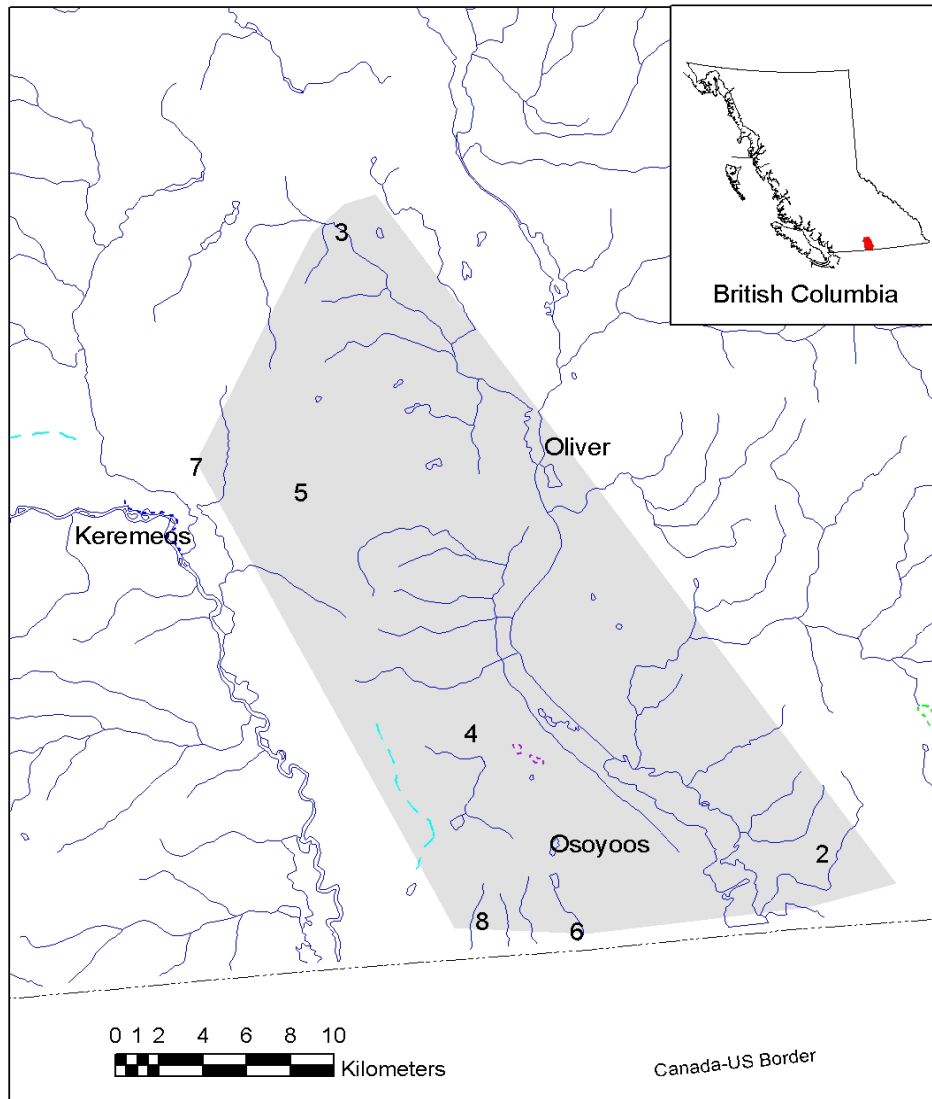 British Columbia
3
Oliver
7
5
Keremeos
4
Osoyoos
2
8
6
0 1 2 4 6 8 10
Kilometers
Canada-US Border